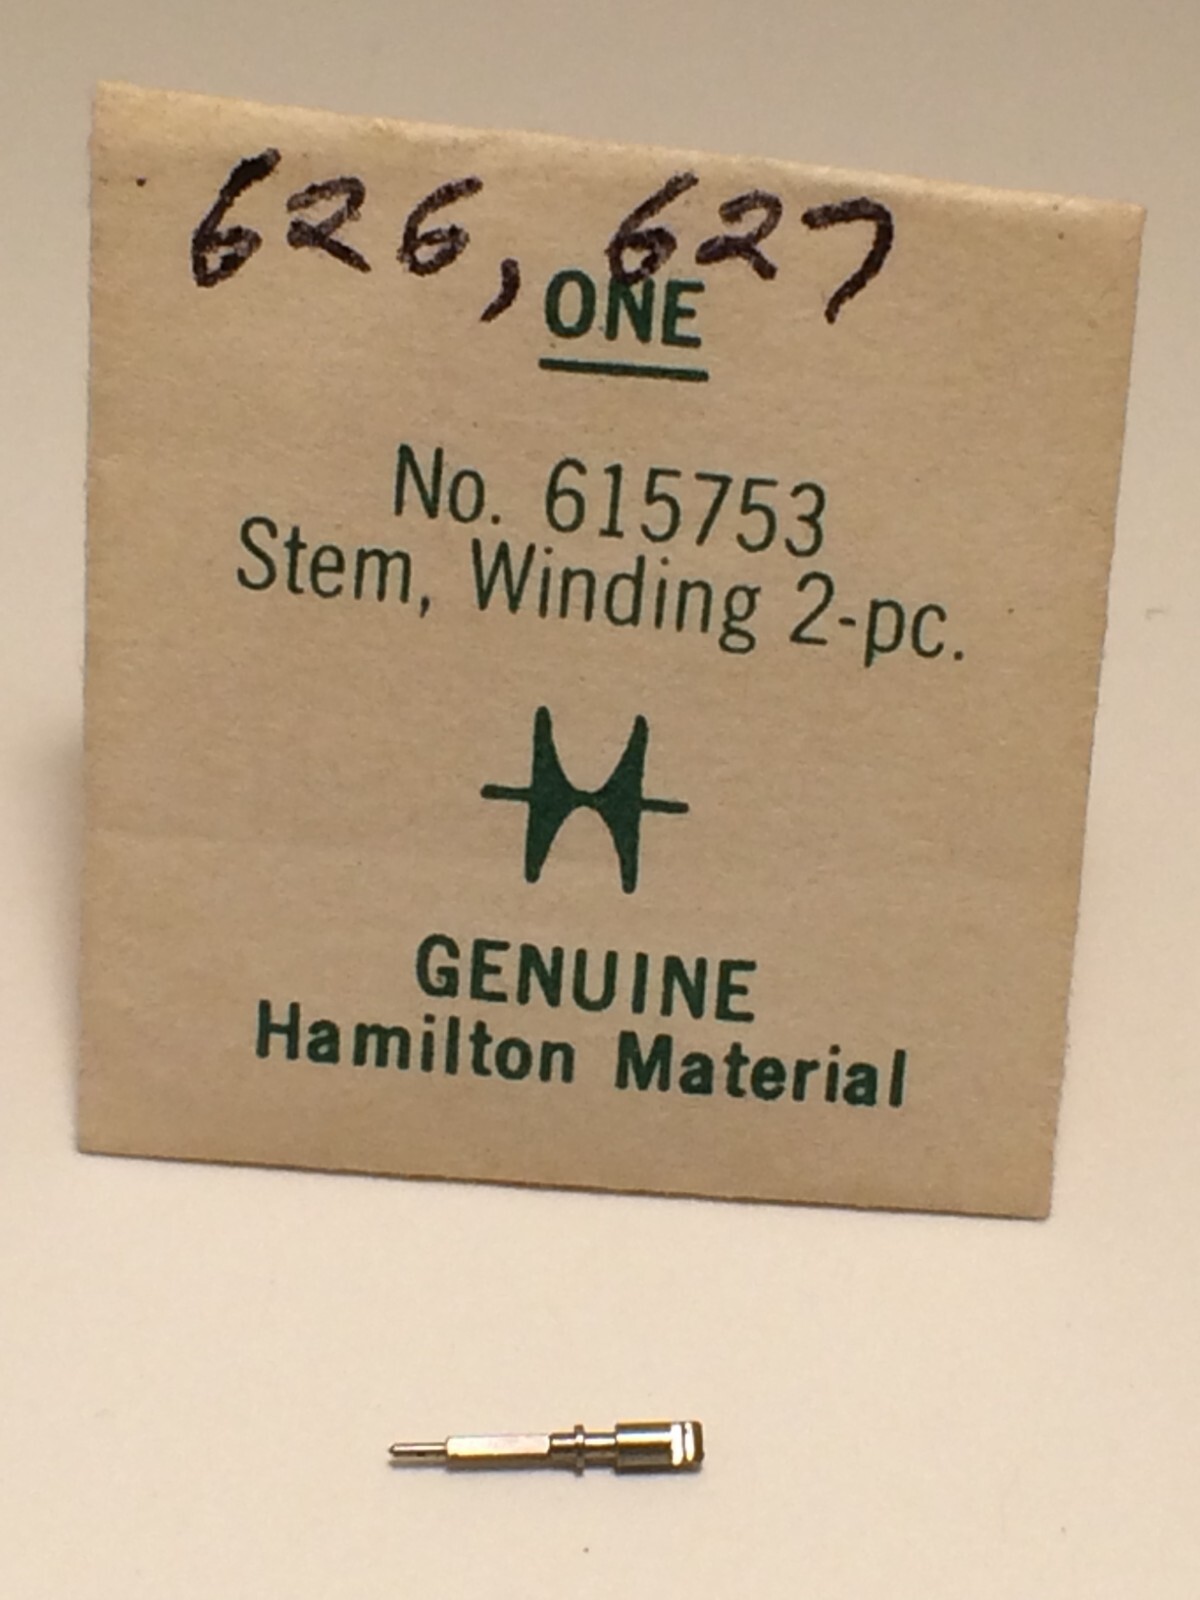 626, 627
ONE
No. 615753
Stem, Winding 2-pc.
GENUINE
Hamilton Material